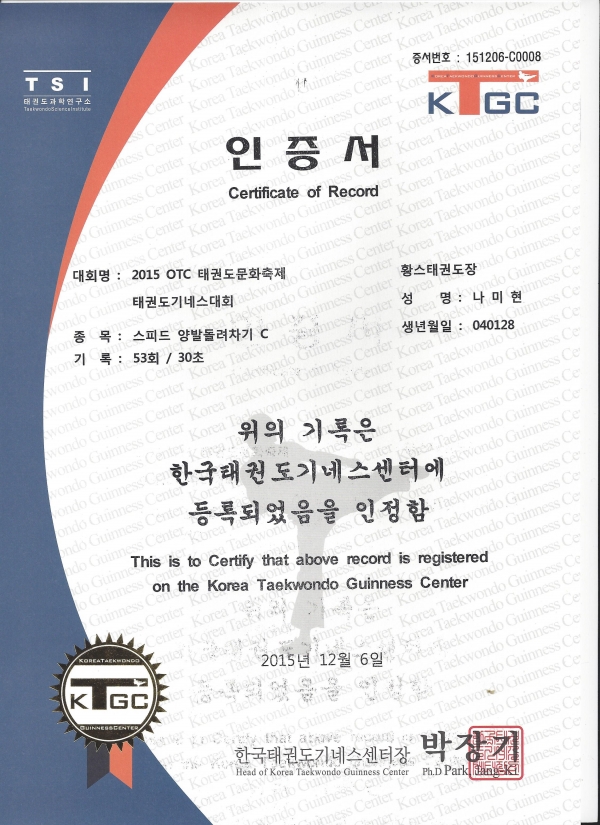 증서번호 : 151206-C0008
TSI
태권도과학연구소
TaekwondoScienceInstitute
KTGC
인증서
Certificate of Record
대회명 : 2015 OTC 태권도문화축제
태권도기네스대회
종 목 : 스피드 양발돌려차기 C
기 록 : 53회 / 30초
황스태권도장
성 명 : 나 미 현
생년월일 : 040128
위의 기록은
한국태권도기네스센터에
등록되었음을 인정함
This is to Certify that above record is registered
on the Korea Taekwondo Guinness Center
2015년 12월 6일
KOREATAEKWONDO
KTGC
GUINNESSCENTER
한국태권도기네스센터장 박장기
Head of Korea Taekwondo Guinness Center Ph.D Park Jang-Ki
Korea Taekwondo Guinness Center